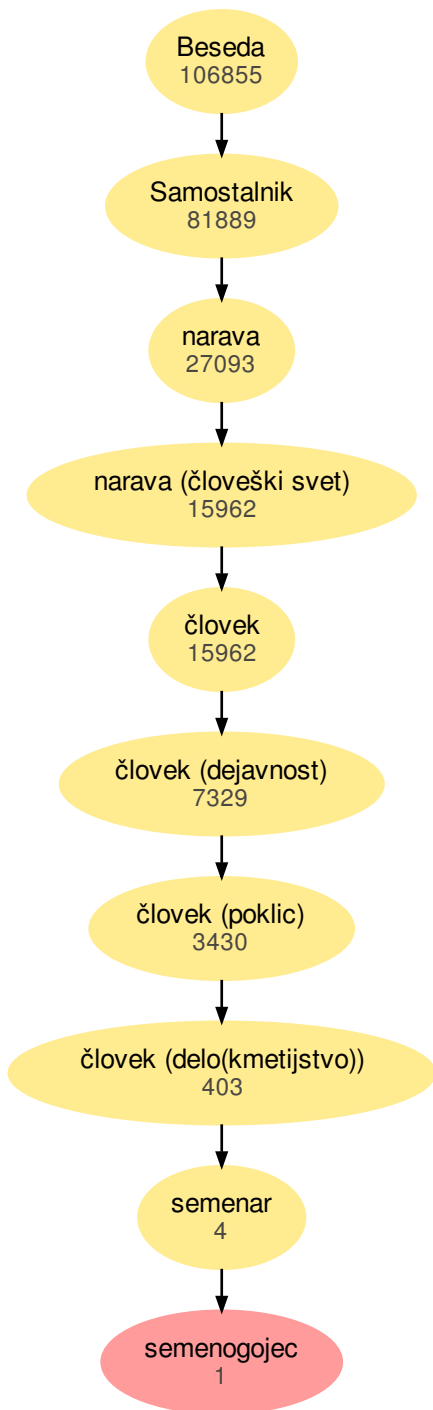 Beseda
106855
Samostalnik
81889
narava
27093
narava (človeški svet)
15962
človek
15962
človek (dejavnost)
7329
človek (poklic)
3430
človek (delo(kmetijstvo))
403
semenar
4
semenogojec
1